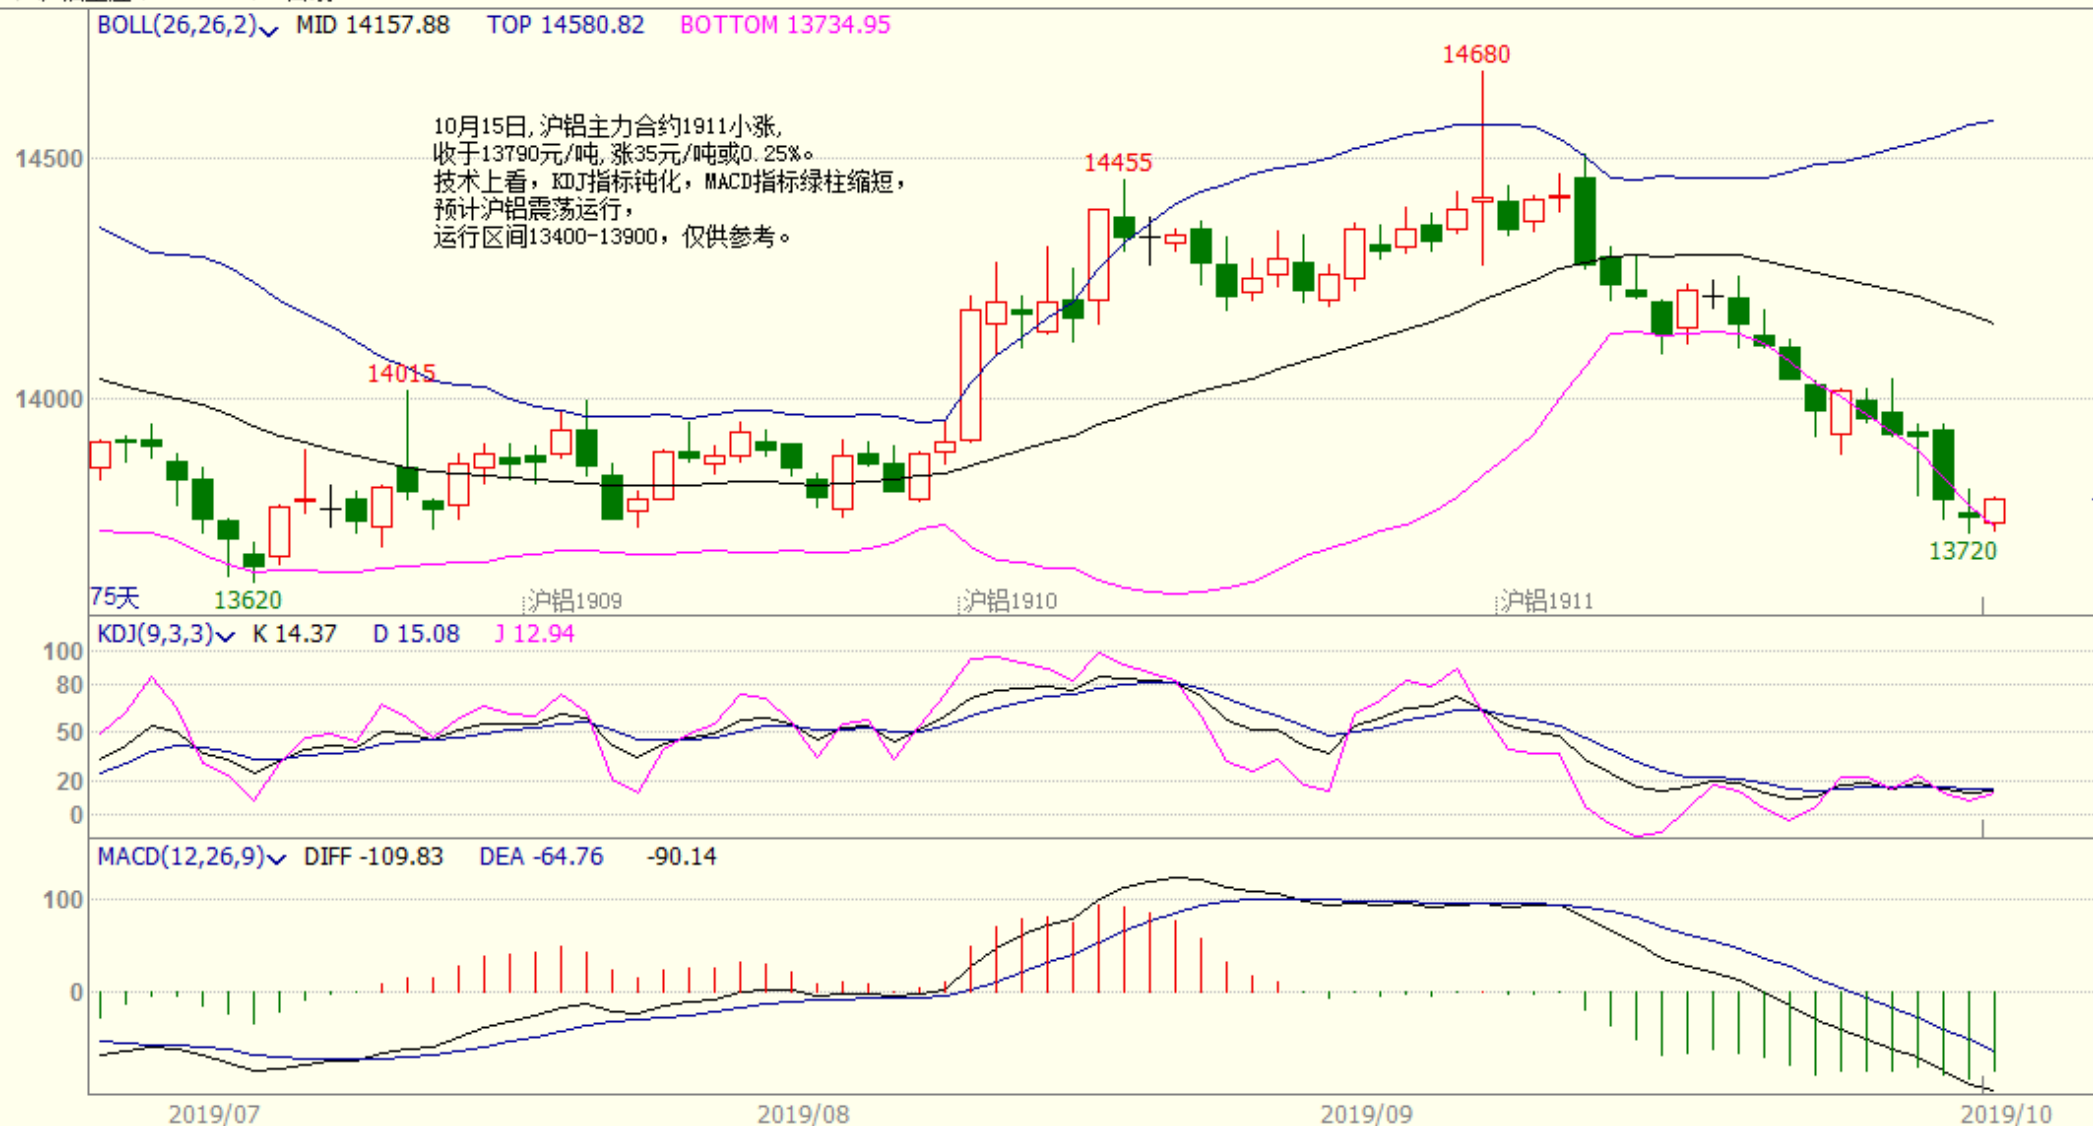 BOLL(26,26,2) MID 14157.88 TOP 14580.82 BOTTOM 13734.95
14680
10月15日,沪铝主力合约1911小涨,
收于13790元/吨,涨35元/吨或0.25%。
技术上看，KDJ指标钝化，MACD指标绿柱缩短，
预计沪铝震荡运行，
运行区间13400-13900，仅供参考。
14500
14455
14015
14000
13720
75天
13620
沪铝1909
沪铝1910
沪铝1911
KDJ(9,3,3) K 14.37 D 15.08 J 12.94
100
80
50
20
0
MACD(12,26,9) DIFF -109.83 DEA -64.76 -90.14
100
0
2019/07 2019/08 2019/09 2019/10